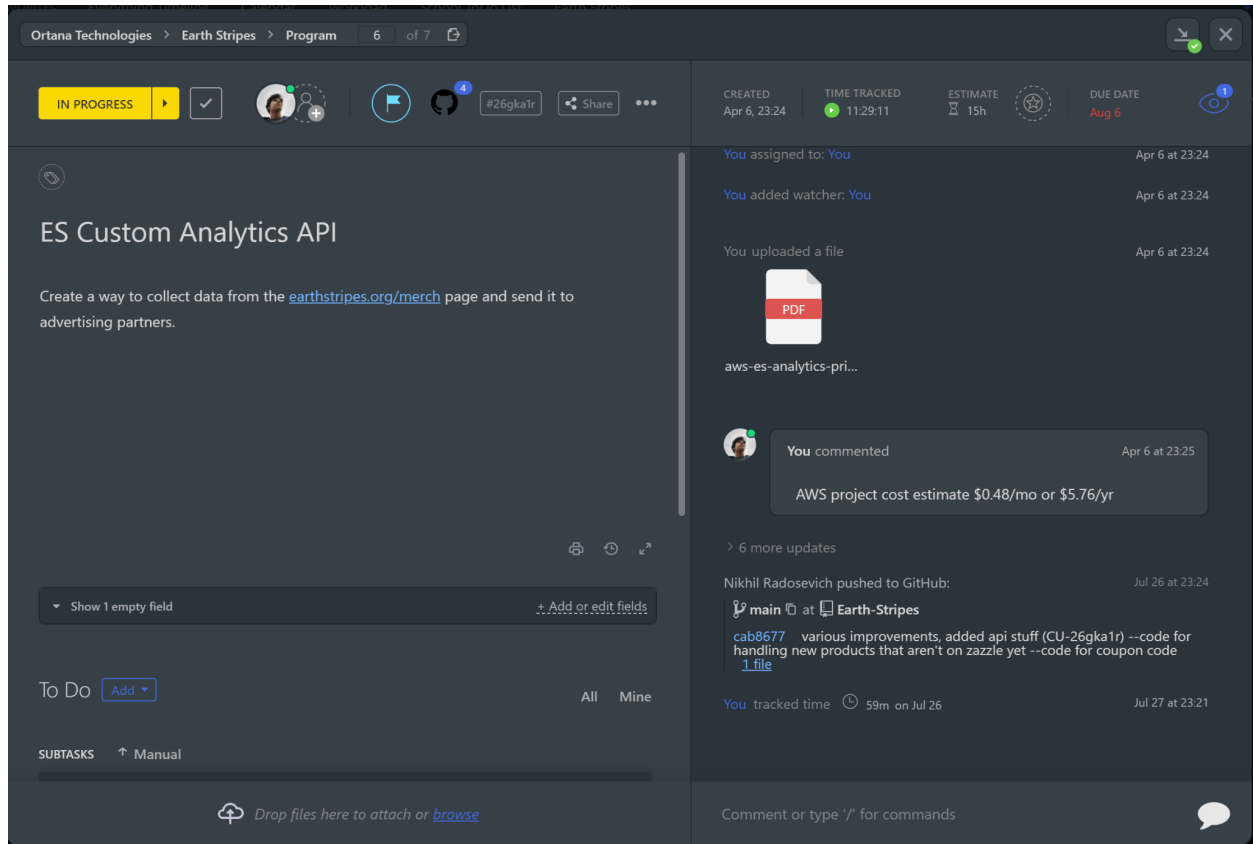 Ortana Technologies > Earth Stripes > Program 6 of 7
IN PROGRESS
4
#26gka1r
Share
CREATED
Apr 6, 23:24
TIME TRACKED
11:29:11
ESTIMATE
15h
DUE DATE
Aug 6
1
ES Custom Analytics API
Create a way to collect data from the earthstripes.org/merch page and send it to
advertising partners.
Show 1 empty field
+ Add or edit fields
To Do Add
All Mine
SUBTASKS Manual
Drop files here to attach or browse
You assigned to: You Apr 6 at 23:24
You added watcher: You Apr 6 at 23:24
You uploaded a file Apr 6 at 23:24
PDF
aws-es-analytics-pri...
You commented Apr 6 at 23:25
AWS project cost estimate $0.48/mo or $5.76/yr
> 6 more updates
Nikhil Radosevich pushed to GitHub: Jul 26 at 23:24
main at Earth-Stripes
cab8677 various improvements, added api stuff (CU-26gka1r) --code for
handling new products that aren't on zazzle yet --code for coupon code
1 file
You tracked time 59m on Jul 26 Jul 27 at 23:21
Comment or type '/' for commands